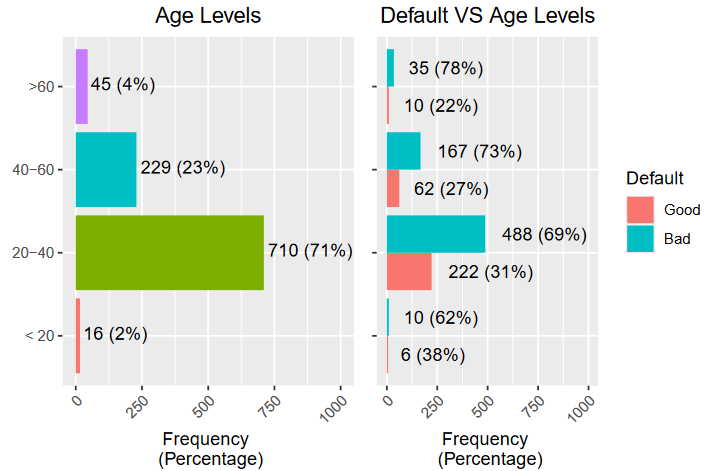 Age Levels
Default VS Age Levels
>60
40−60
20−40
< 20
45 (4%)
229 (23%)
710 (71%)
16 (2%)
35 (78%)
10 (22%)
167 (73%)
62 (27%)
488 (69%)
222 (31%)
10 (62%)
6 (38%)
Default
Good
Bad
0
250
500
750
1000
0
250
500
750
1000
Frequency
(Percentage)
Frequency
(Percentage)